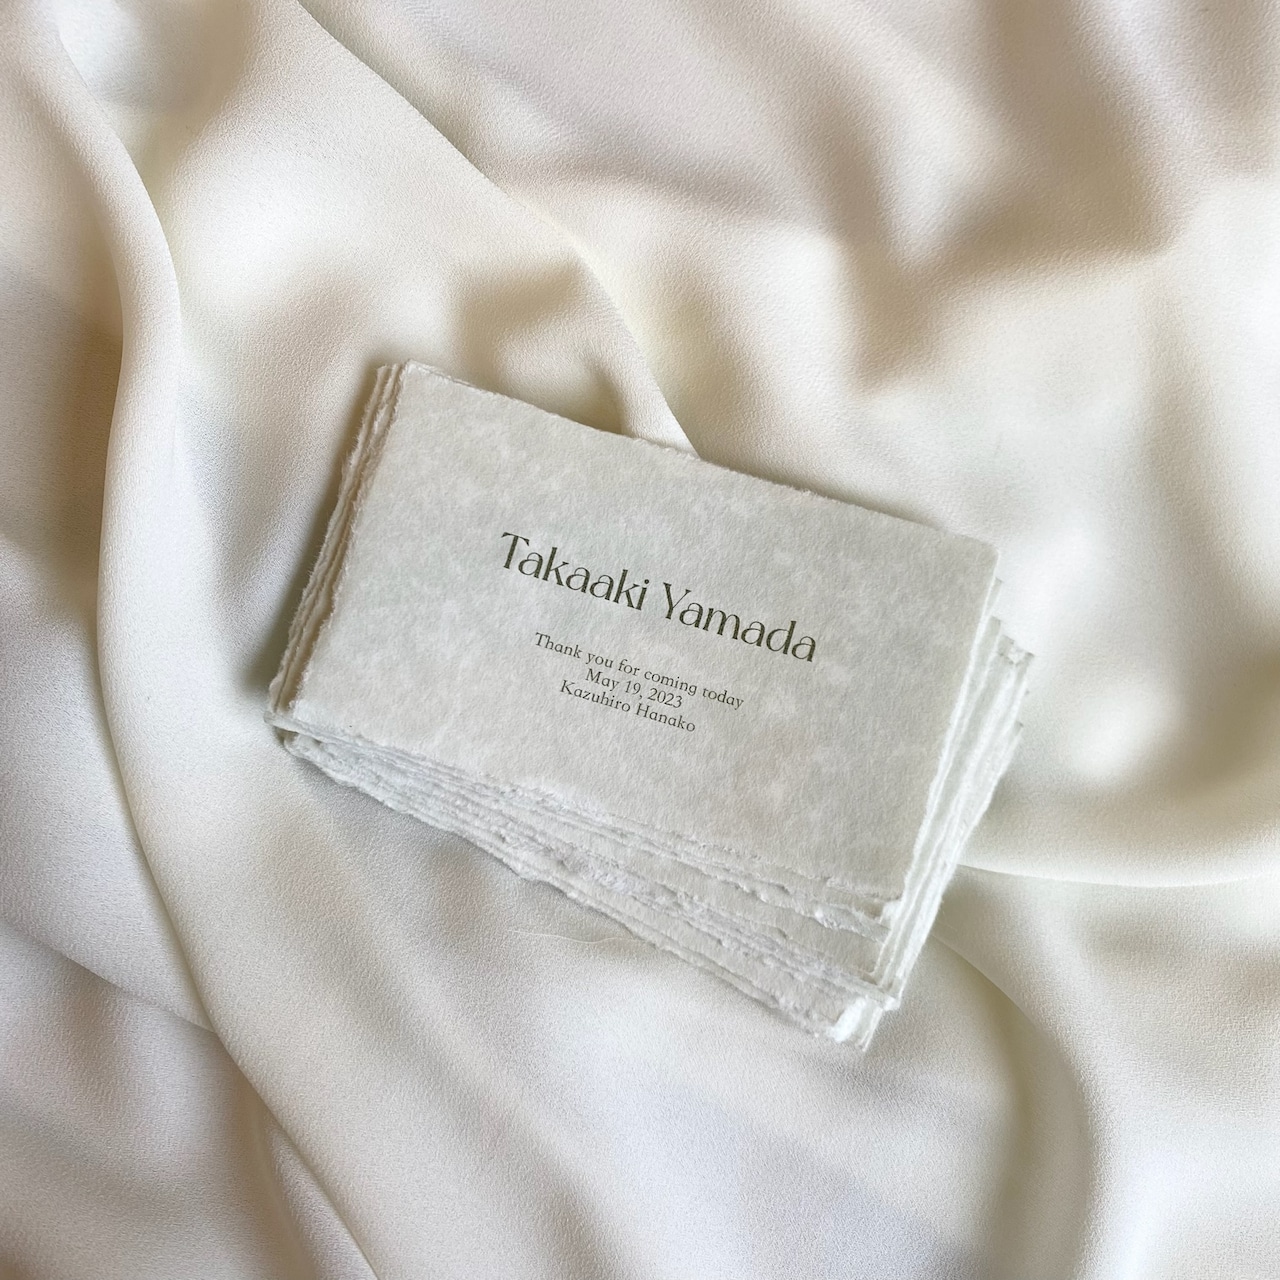 Takaaki Yamada
Thank you for coming today
May 19, 2023
Kazuhiro Hanako